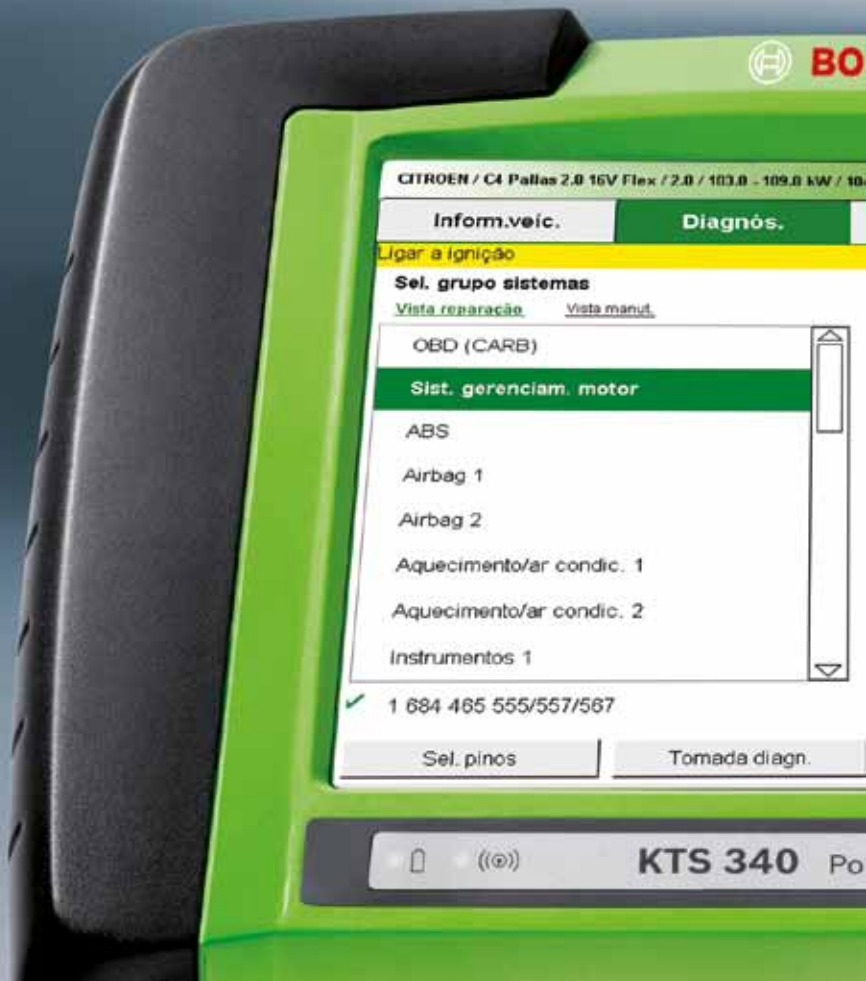 BO
CITROEN / C4 Pallas 2.0 16V Flex / 2.0 / 103.0 - 109.0 kW / 10
Inform.veíc. Diagnós.
Ligar a ignição
Sel. grupo sistemas
Vista reparação Vista manut.
OBD (CARB)
Sist. gerenciam. motor
ABS
Airbag 1
Airbag 2
Aquecimento/ar condic. 1
Aquecimento/ar condic. 2
Instrumentos 1
1 684 465 555/557/567
Sel. pinos Tomada diagn.
KTS 340 Po